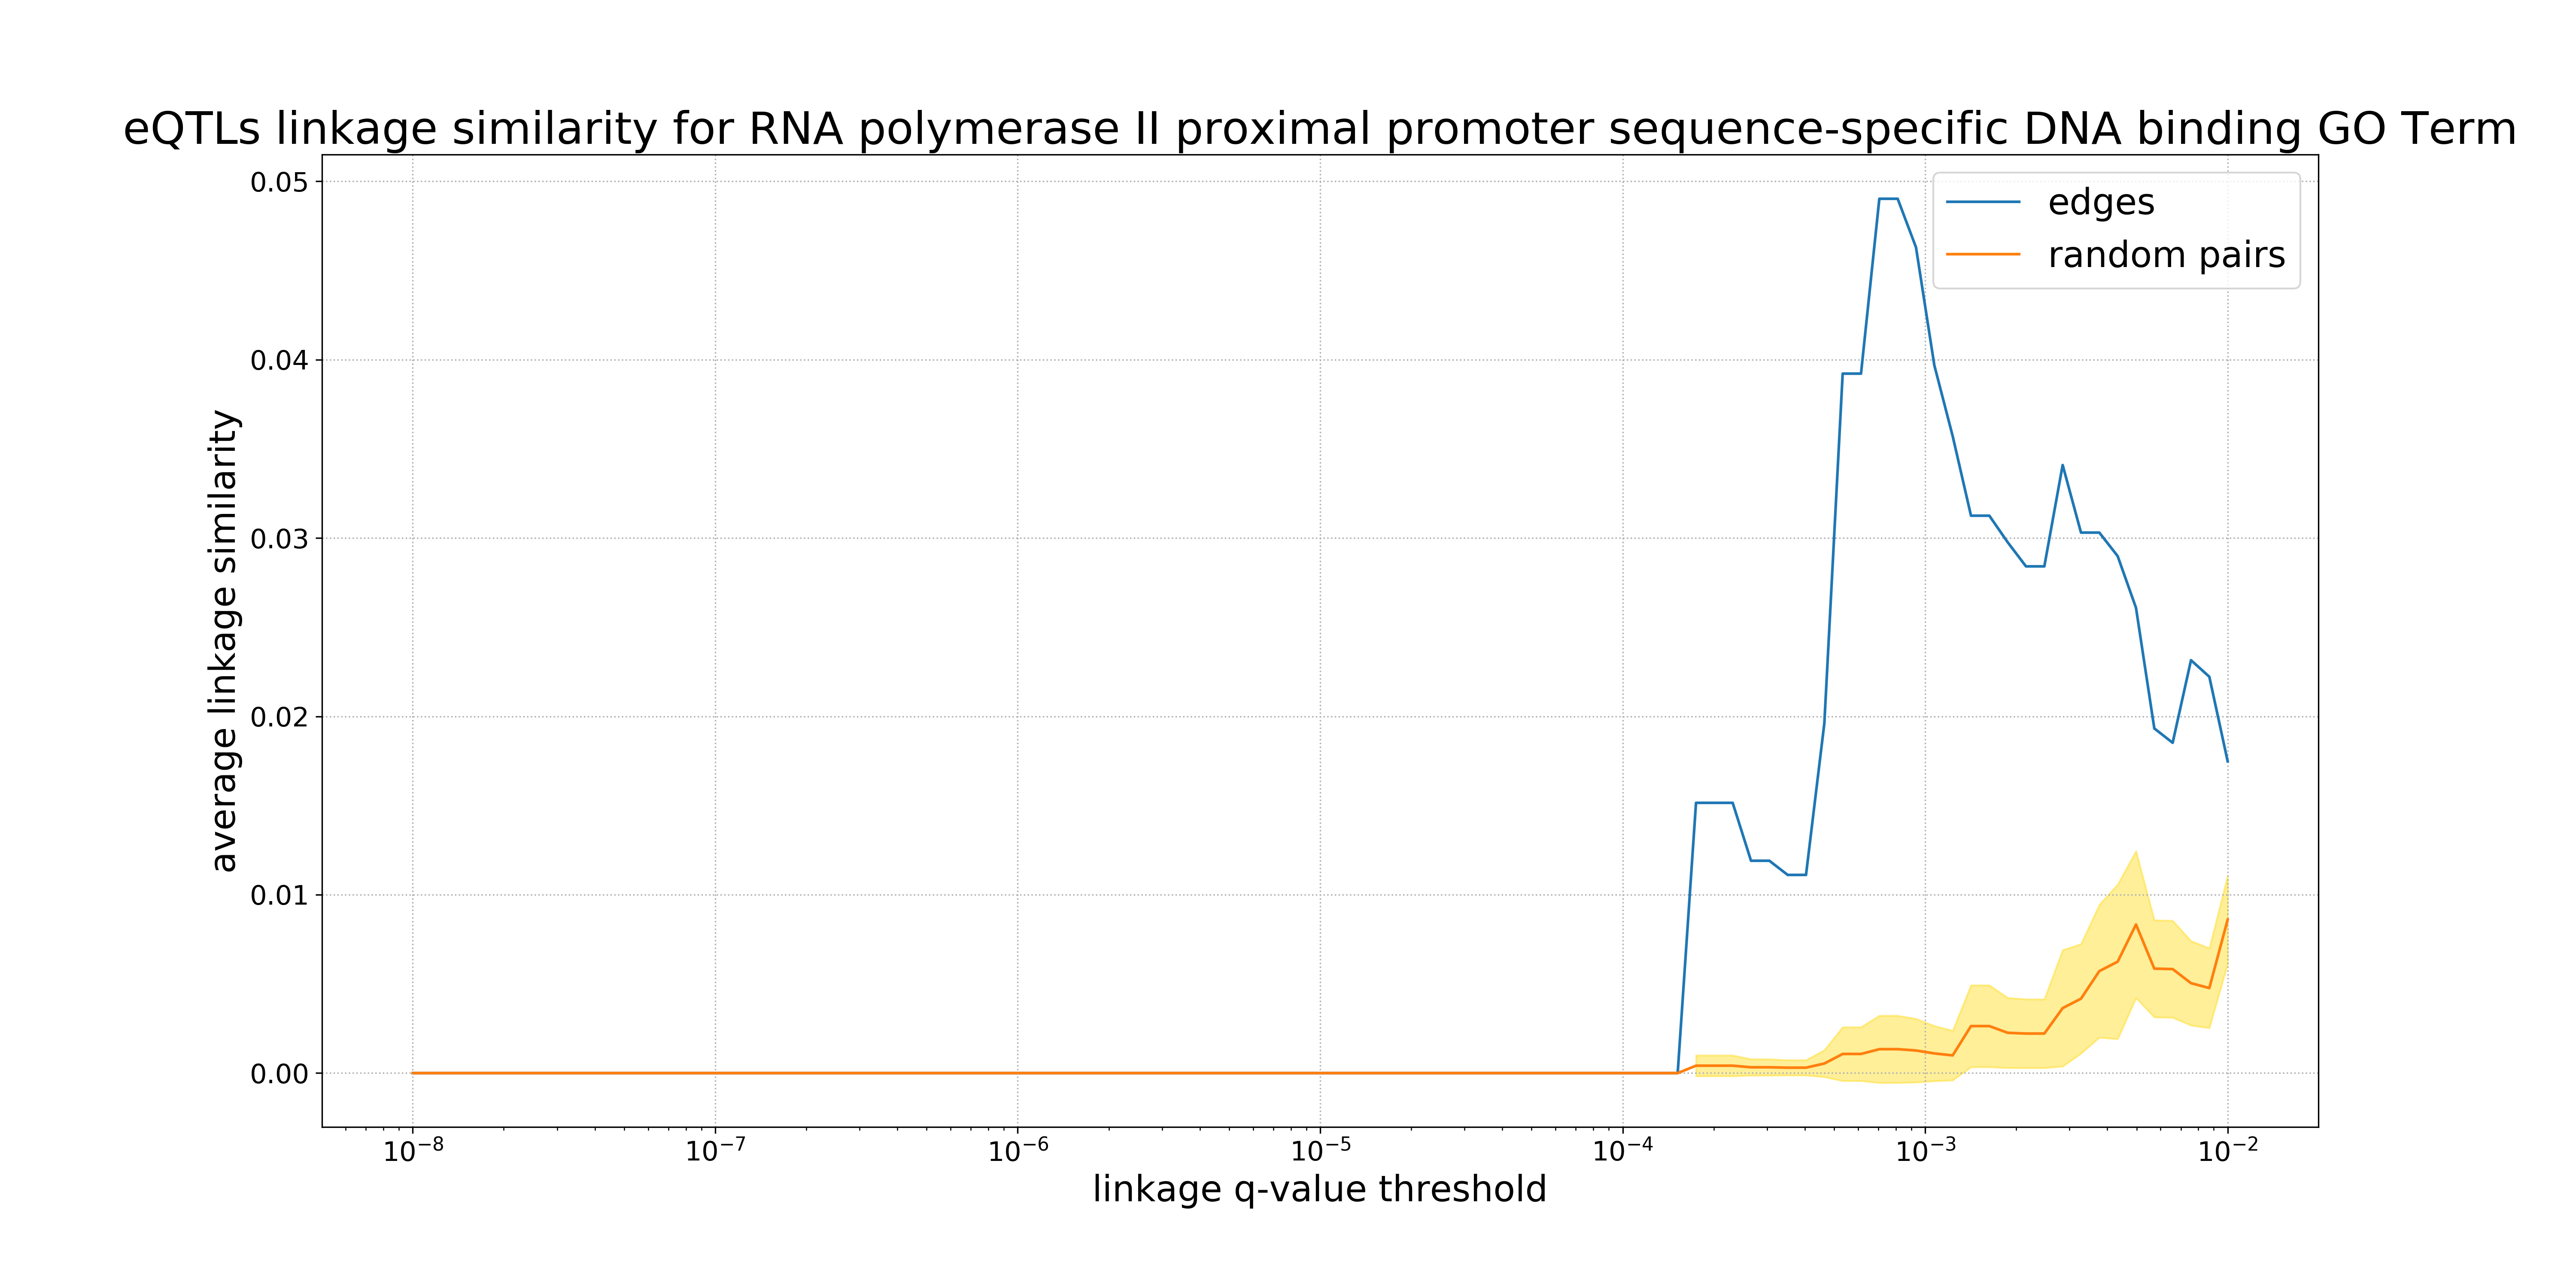 eQTLs linkage similarity for RNA polymerase II proximal promoter sequence-specific DNA binding GO Term
edges
random pairs
0.05
0.04
0.03
0.02
0.01
0.00
average linkage similarity
10⁻⁸ 10⁻⁷ 10⁻⁶ 10⁻⁵ 10⁻⁴ 10⁻³ 10⁻²
linkage q-value threshold